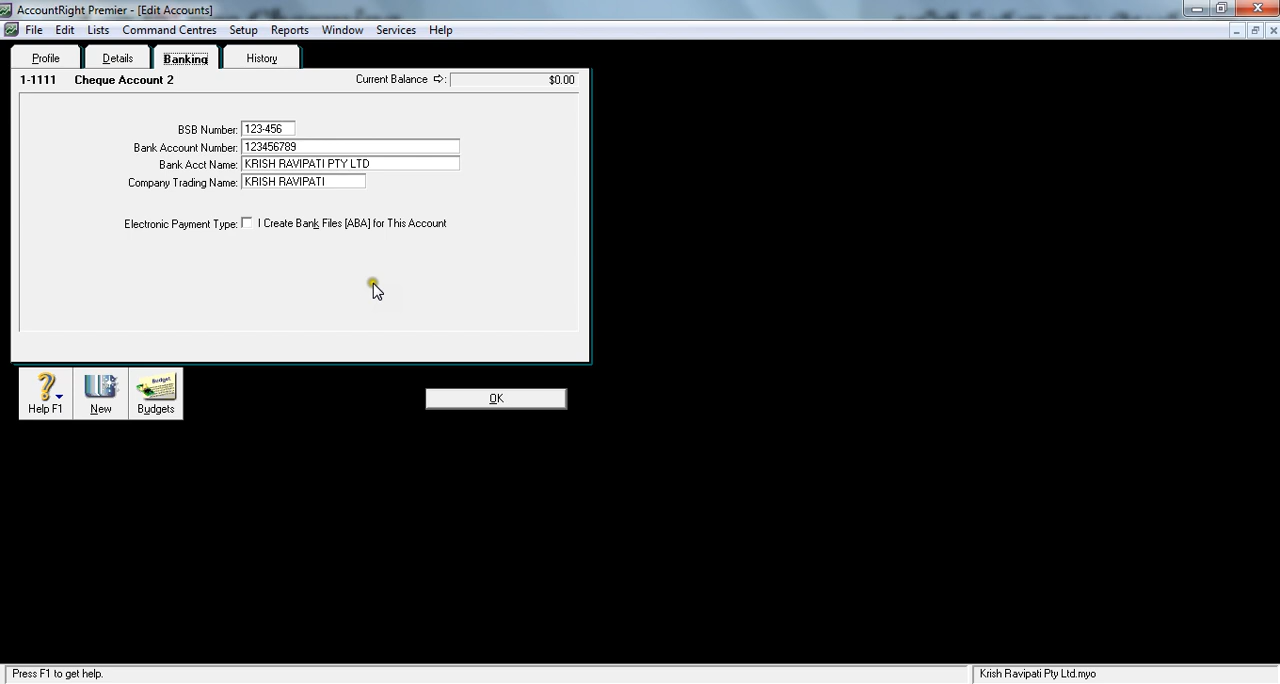 AccountRight Premier - [Edit Accounts]
File Edit Lists Command Centres Setup Reports Window Services Help
Profile Details Banking History
1-1111 Cheque Account 2 Current Balance ⇨: $0.00
BSB Number: 123-456
Bank Account Number: 123456789
Bank Acct Name: KRISH RAVIPATI PTY LTD
Company Trading Name: KRISH RAVIPATI
Electronic Payment Type: I Create Bank Files [ABA] for This Account
Help F1 New Budgets
Budget
OK
Press F1 to get help. Krish Ravipati Pty Ltd.myo